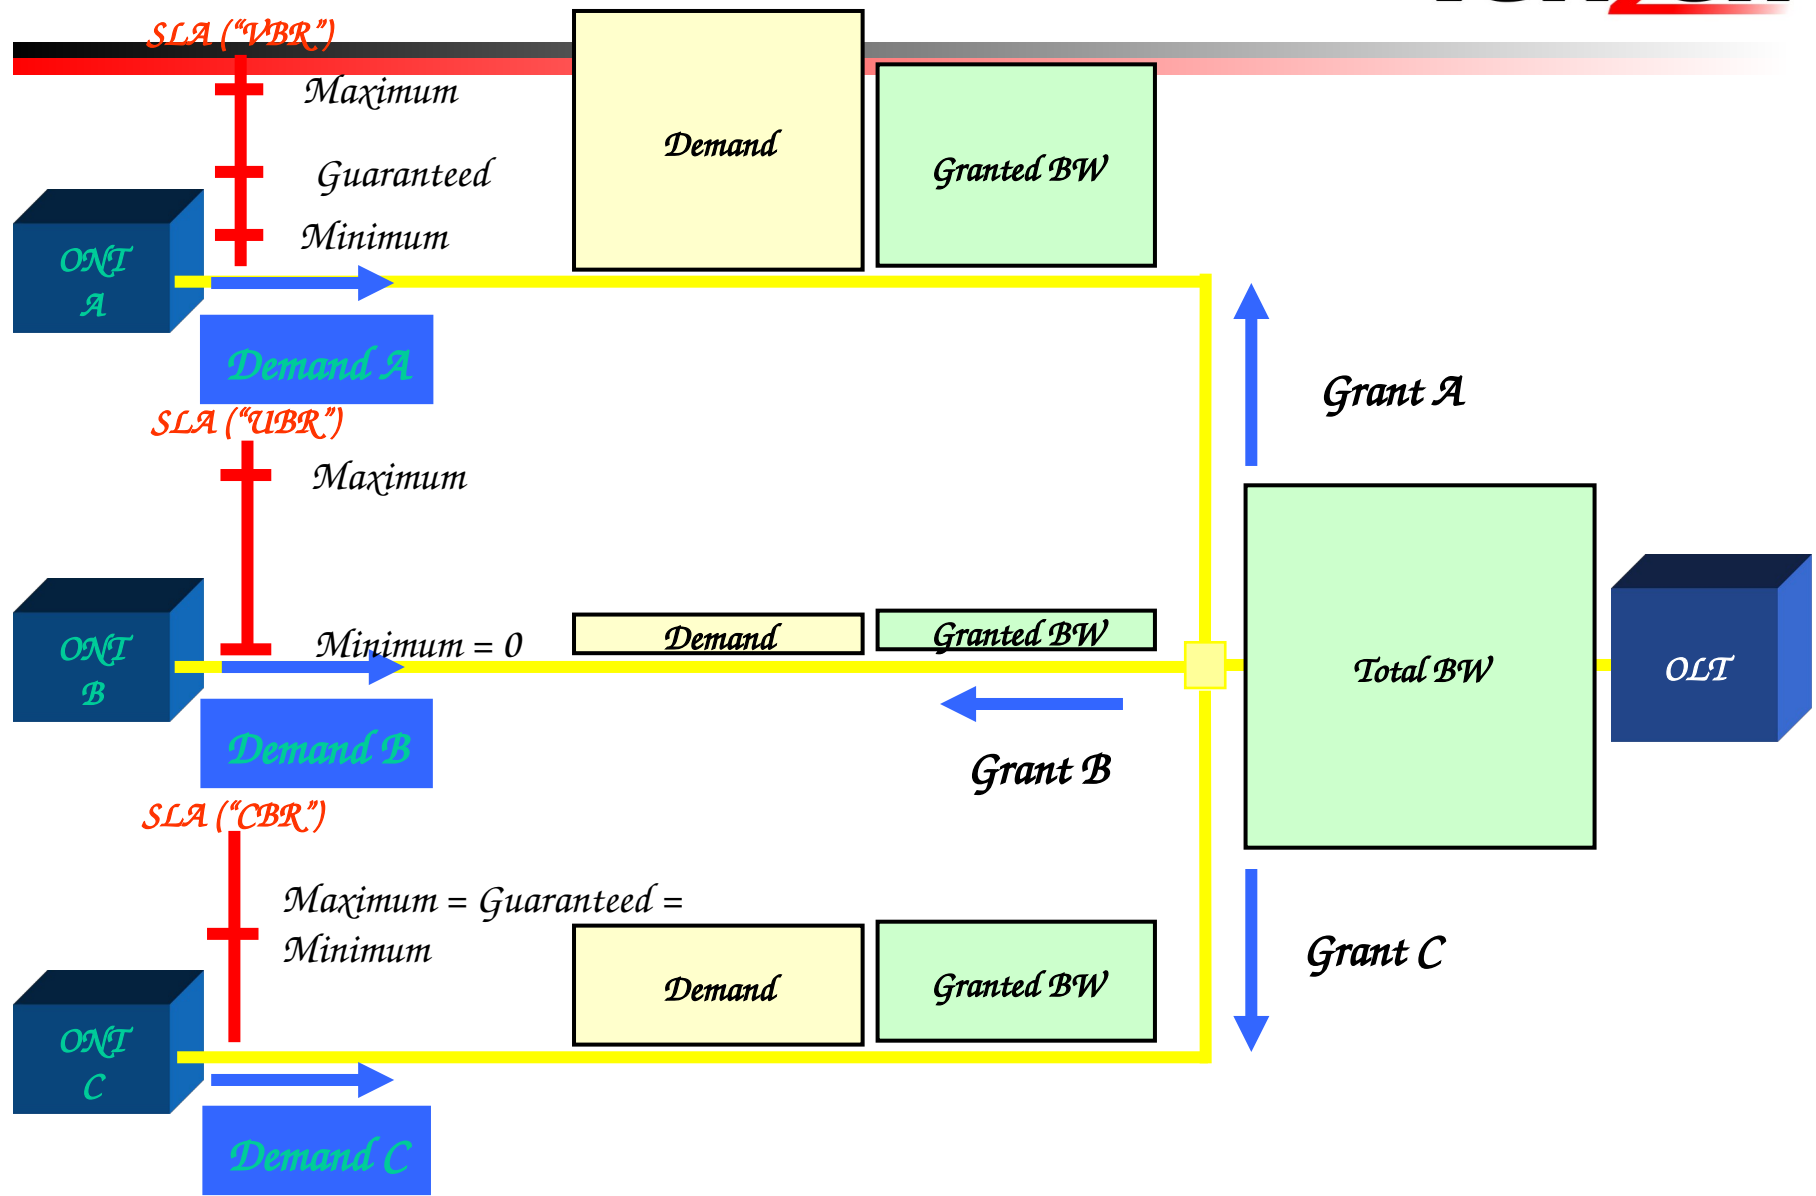 SLA (“VBR”)
Maximum
Guaranteed
Minimum
Demand
Granted BW
ONT
A
Demand A
Grant A
SLA (“UBR”)
Maximum
Minimum = 0
Demand
Granted BW
ONT
B
Demand B
Grant B
Total BW
OLT
SLA (“CBR”)
Maximum = Guaranteed =
Minimum
Demand
Granted BW
Grant C
ONT
C
Demand C